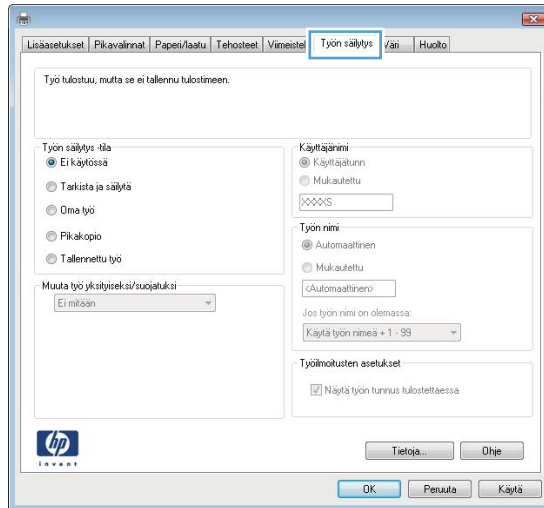 Lisäasetukset Pikavalinnat Paperi/laatu Tehosteet Viimeistel Työn säilytys Väri Huolto
Työ tulostuu, mutta se ei tallennu tulostimeen.
Työn säilytys -tila
Ei käytössä
Tarkista ja säilytä
Oma työ
Pikakopio
Tallennettu työ
Muuta työ yksityiseksi/suojatuksi
Ei mitään
Käyttäjänimi
Käyttäjätunn
Mukautettu
XXXXS
Työn nimi
Automaattinen
Mukautettu
<Automaattinen>
Jos työn nimi on olemassa:
Käytä työn nimeä + 1 - 99
Työilmoitusten asetukset
Näytä työn tunnus tulostettaessa
hp
invent
Tietoja... Ohje
OK Peruuta Käytä